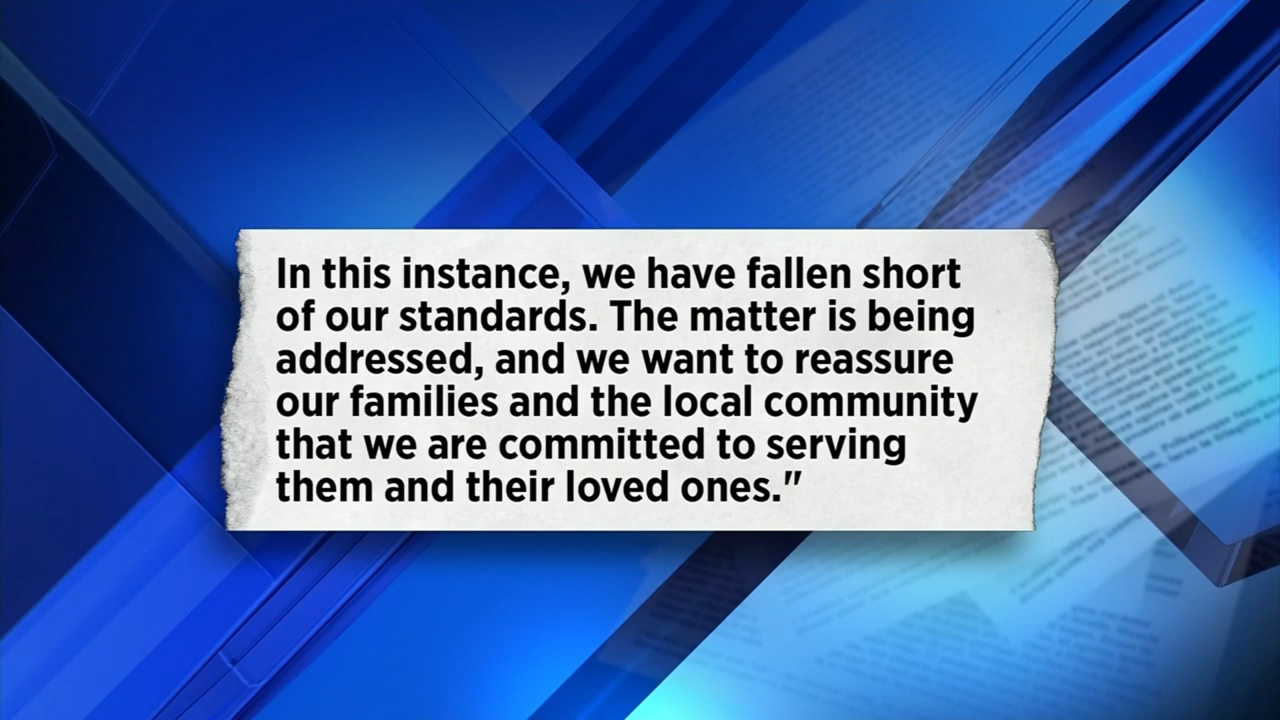 In this instance, we have fallen short
of our standards. The matter is being
addressed, and we want to reassure
our families and the local community
that we are committed to serving
them and their loved ones."